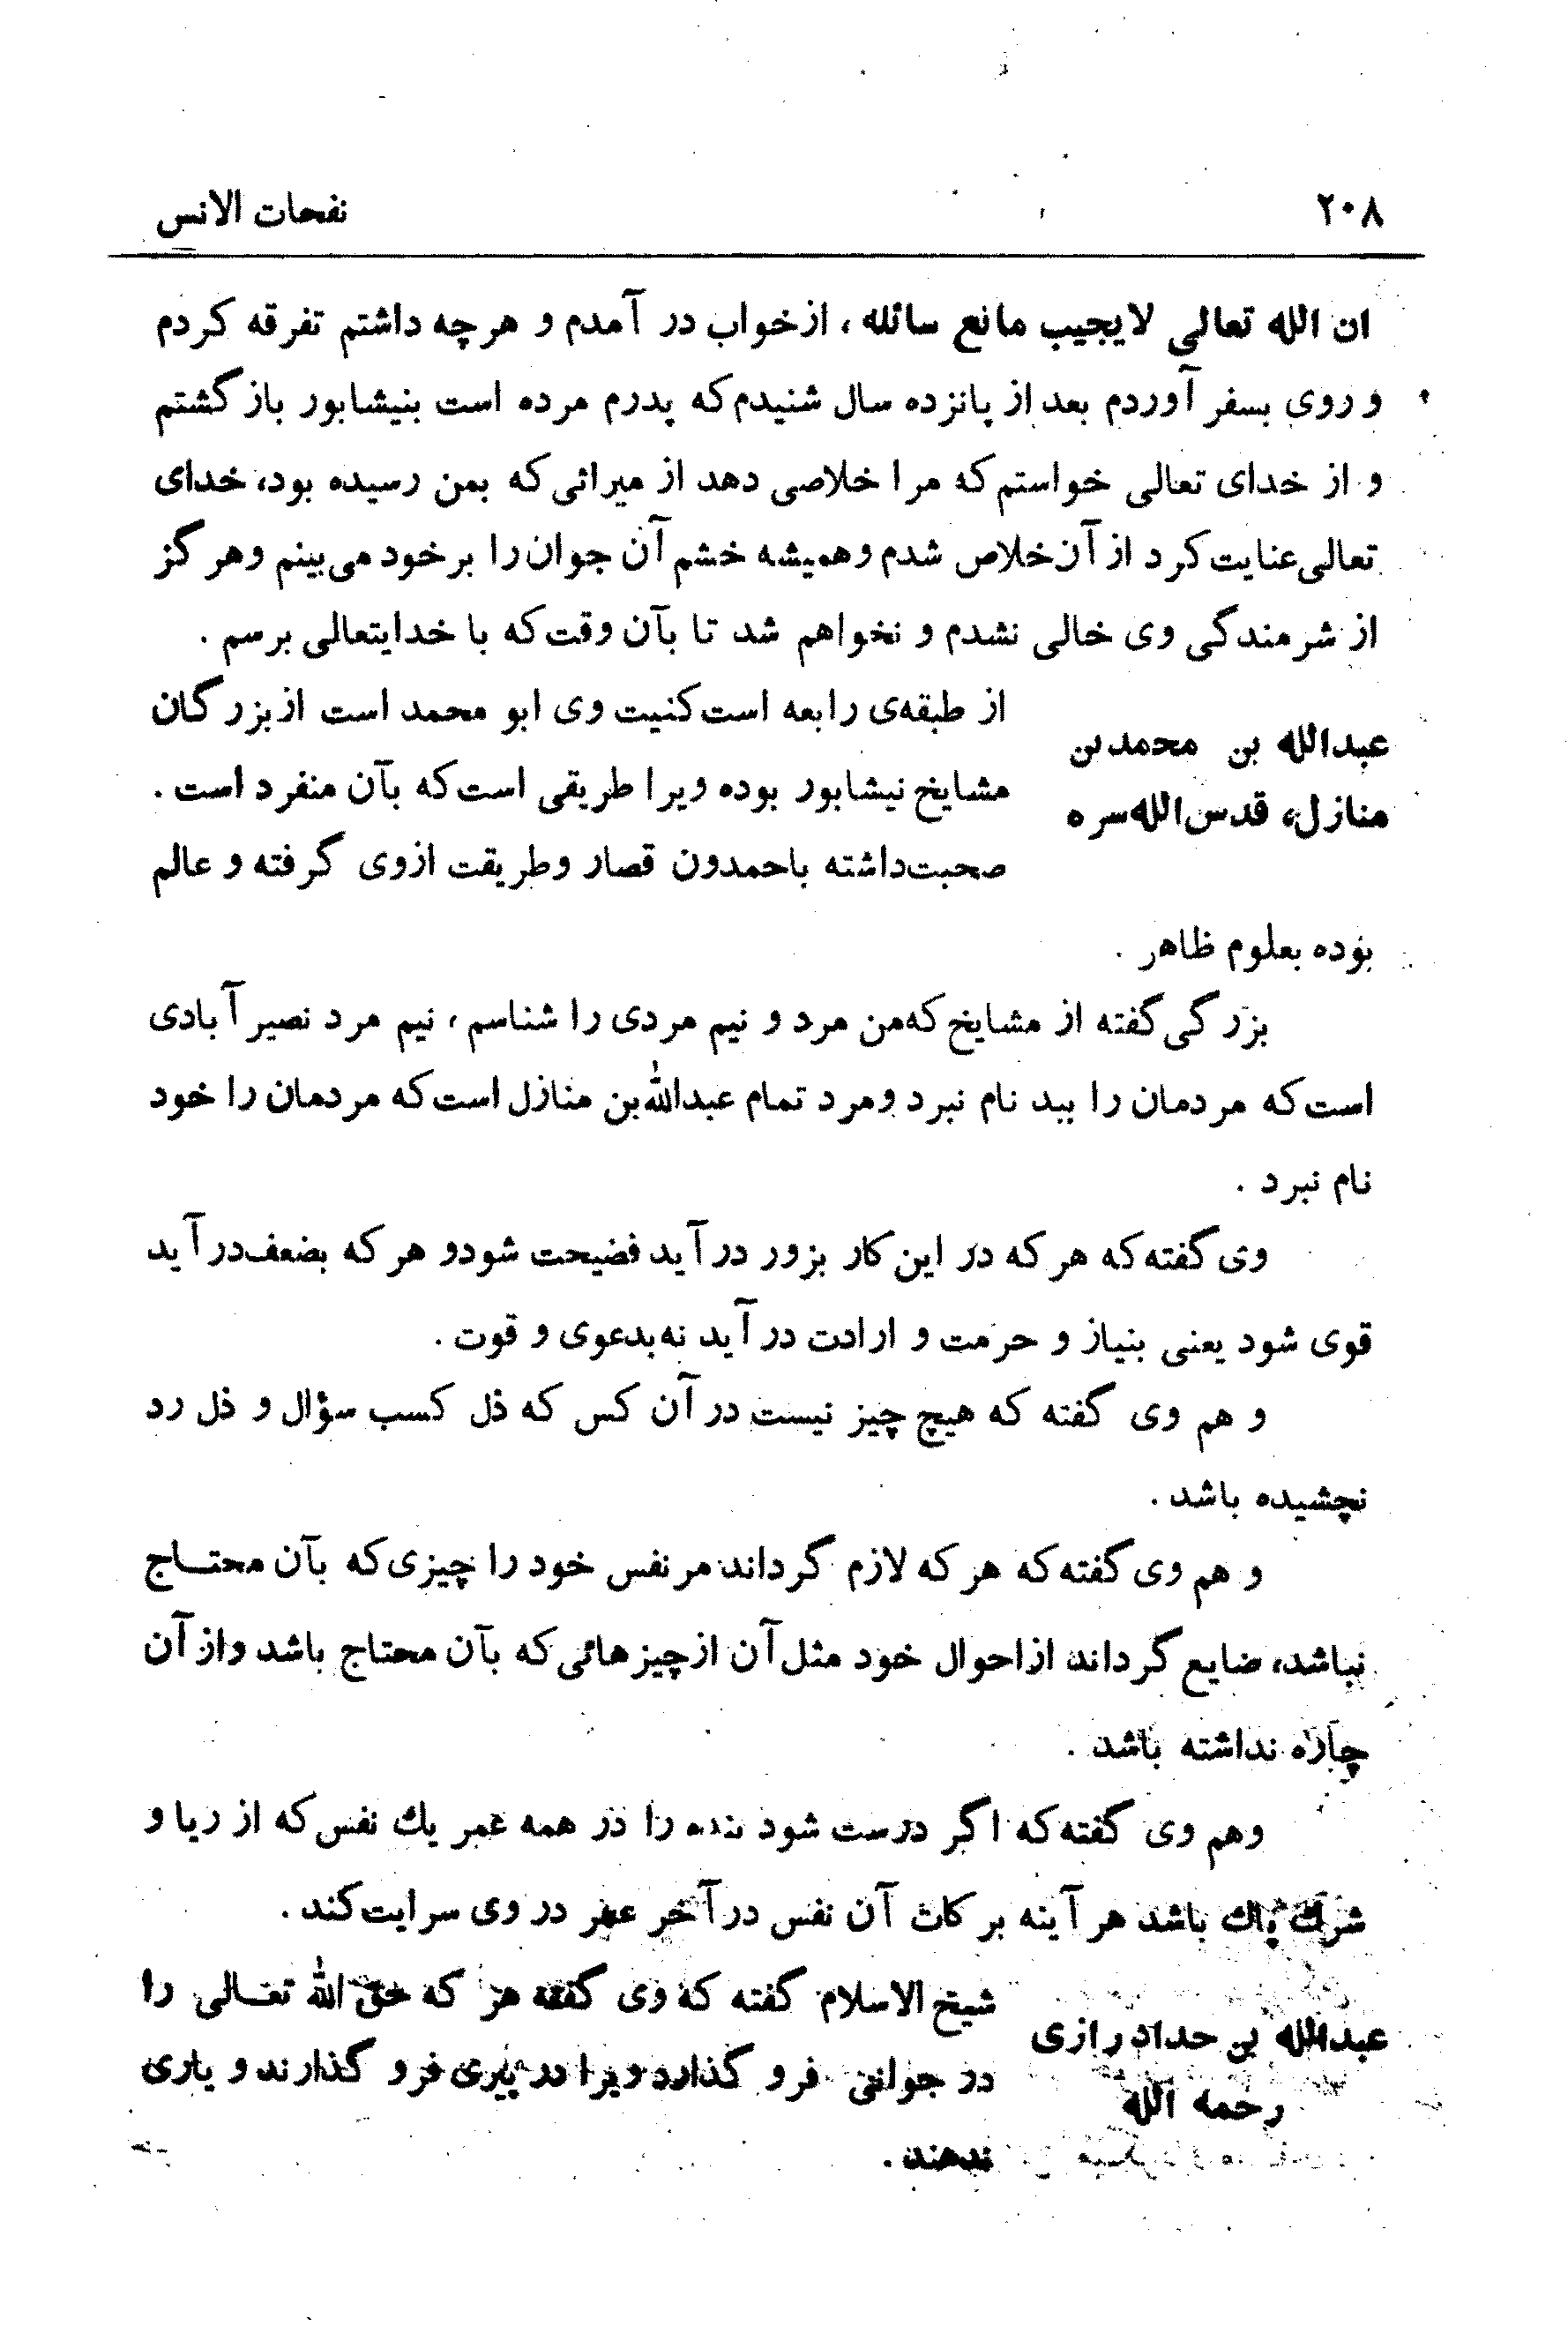 ۲۰۸
نفحات الانس
ان الله تعالی لایجیب مانع سائله ، ازخواب در آمدم و هرچه داشتم تفرقه کردم
و روی بسفر آوردم بعد از پانزده سال شنیدم که پدرم مرده است بنیشابور باز گشتم
و از خدای تعالی خواستم که مرا خلاصی دهد از میراثی که بمن رسیده بود، خدای
تعالی عنایت کرد از آن خلاص شدم و همیشه خشم آن جوان را برخود می‌بینم و هرگز
از شرمندگی وی خالی نشدم و نخواهم شد تا بآن وقت که با خدایتعالی برسم .
عبدالله بن محمدبن
منازل، قدس الله سره
از طبقه‌ی رابعه است کنیت وی ابو محمد است از بزرگان
مشایخ نیشابور بوده ویرا طریقی است که بآن منفرد است .
صحبت داشته باحمدون قصار وطریقت ازوی گرفته و عالم
بوده بعلوم ظاهر .
بزرگی گفته از مشایخ که من مرد و نیم مردی را شناسم ، نیم مرد نصیر آبادی
است که مردمان را ببد نام نبرد ومرد تمام عبدالله بن منازل است که مردمان را خود
نام نبرد .
وی گفته که هر که در این کار بزور در آید فضیحت شودو هر که بضعف در آید
قوی شود یعنی بنیاز و حرمت و ارادت در آید نه بدعوی و قوت .
و هم وی گفته که هیچ چیز نیست در آن کس که ذل کسب سؤال و ذل رد
نچشیده باشد .
و هم وی گفته که هر که لازم گرداند مر نفس خود را چیزی که بآن محتـاج
نباشد، ضایع گرداند ازاحوال خود مثل آن ازچیزهائی که بآن محتاج باشد واز آن
چاره نداشته باشد .
وهم وی گفته که اگر درست شود بنده را در همه عمر یك نفس که از ریا و
شرك پاك باشد هر آینه برکات آن نفس در آخر عمر در وی سرایت کند .
عبدالله بن حداد رازی
رحمه الله
شیخ الاسلام گفته که وی گفته هر که حق الله تعـالی را
در جوانی فرو گذارد ویرا در پیری فرو گذارند و یاری
ندهند .